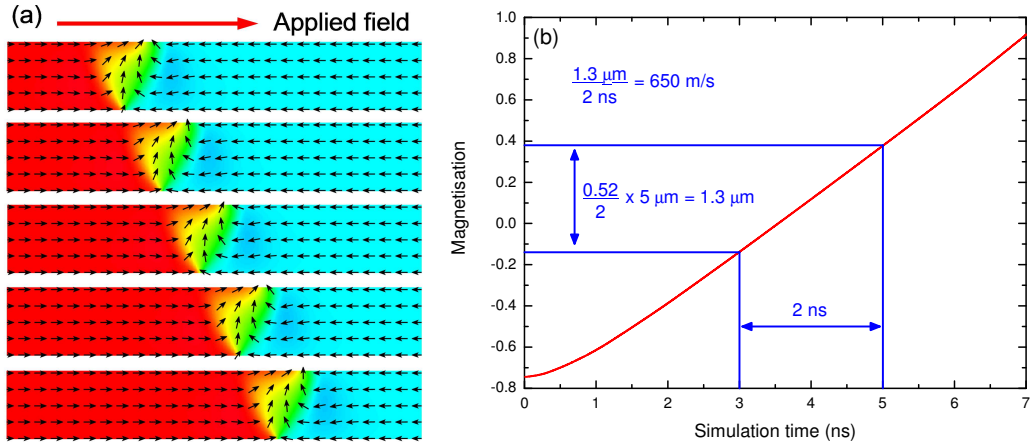 (a)
Applied field
(b)
1.3 μm
2 ns
= 650 m/s
0.52
2
x 5 μm = 1.3 μm
2 ns
1.0
0.8
0.6
0.4
0.2
0.0
-0.2
-0.4
-0.6
-0.8
Magnetisation
0 1 2 3 4 5 6 7
Simulation time (ns)